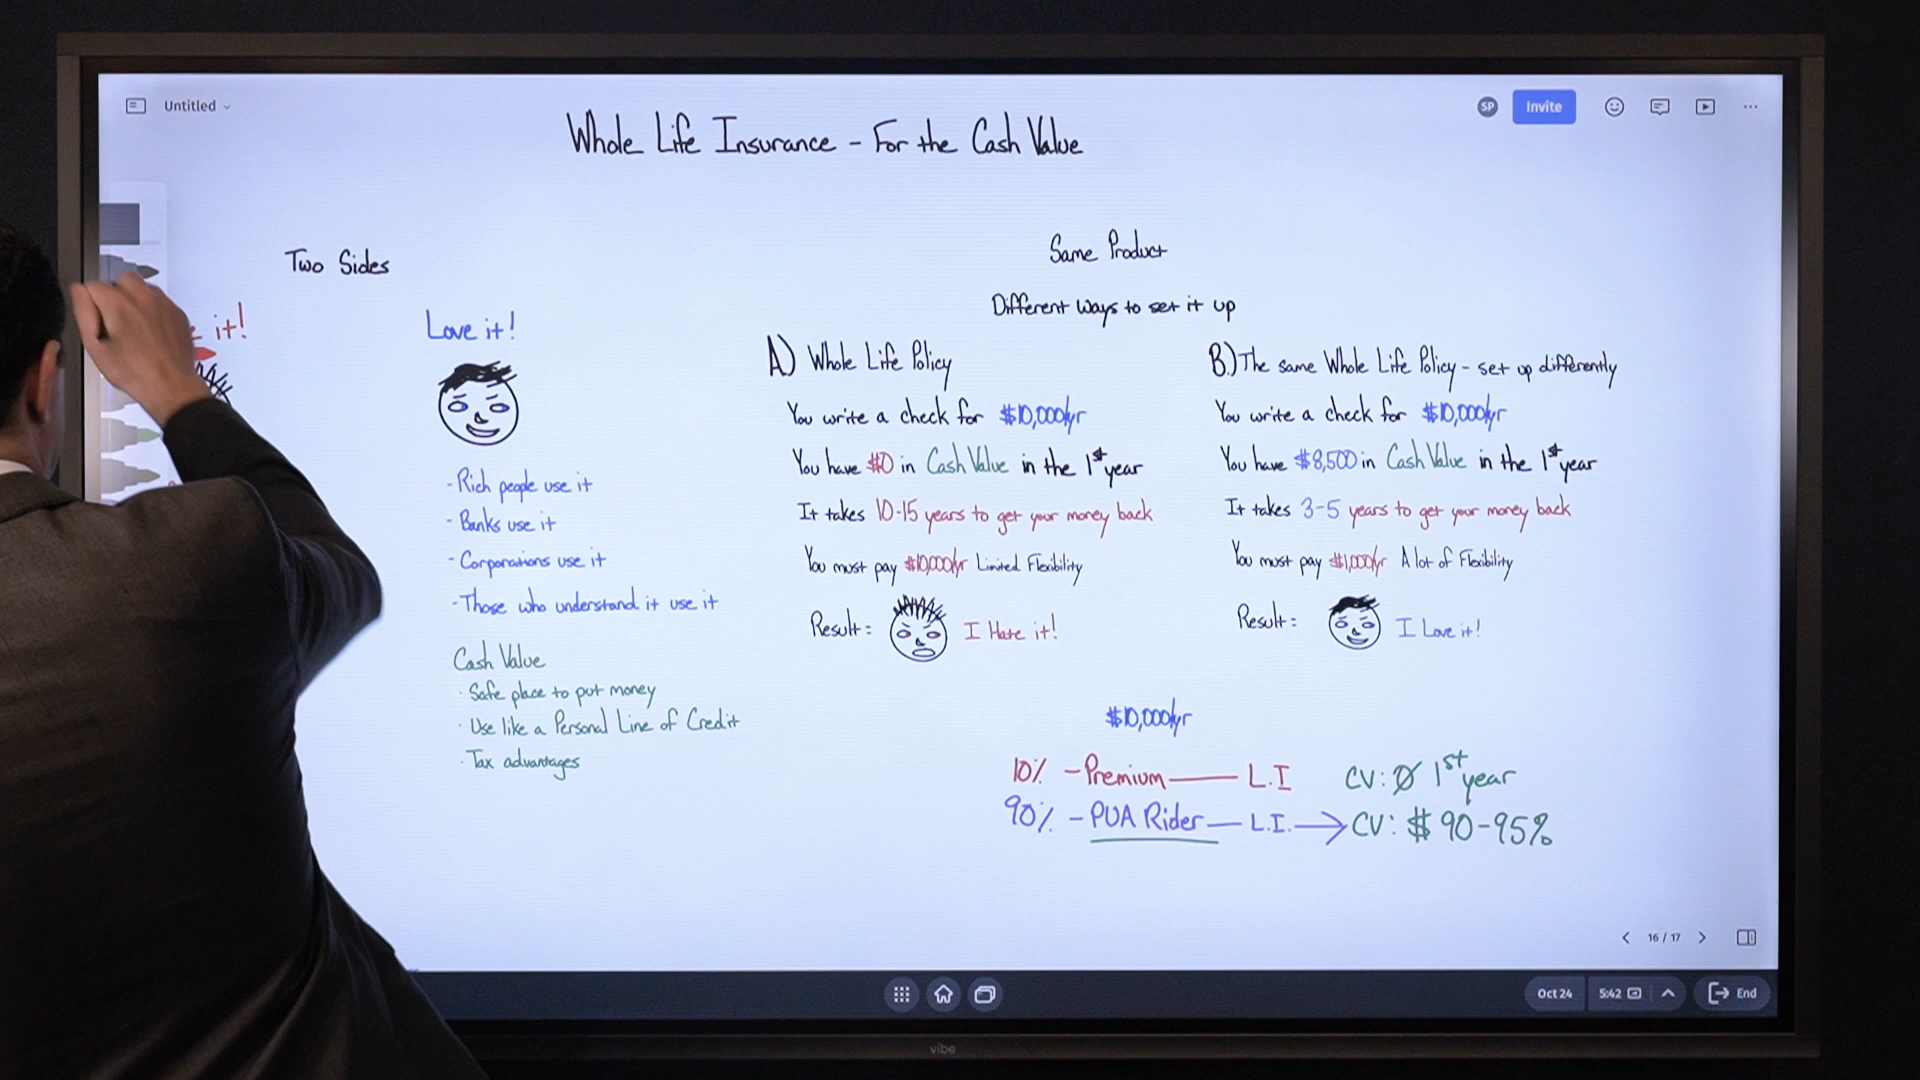 Untitled
SP
Invite
Whole Life Insurance - For the Cash Value
Two Sides
it!
Love it!
- Rich people use it
- Banks use it
- Corporations use it
- Those who understand it use it
Cash Value
· Safe place to put money
· Use like a Personal Line of Credit
· Tax advantages
Same Product
Different Ways to set it up
A) Whole Life Policy
You write a check for $10,000/yr
You have $0 in Cash Value in the 1st year
It takes 10-15 years to get your money back
You must pay $10,000/yr Limited Flexibility
Result: I Hate it!
B.) The same Whole Life Policy - set up differently
You write a check for $10,000/yr
You have $8,500 in Cash Value in the 1st year
It takes 3-5 years to get your money back
You must pay $1,000/yr A lot of Flexibility
Result: I Love it!
$10,000/yr
10% - Premium — L.I CV: Ø 1st year
90% - PUA Rider — L.I. → CV: $ 90-95%
16 / 17
Oct 24
5:42
End
vibe